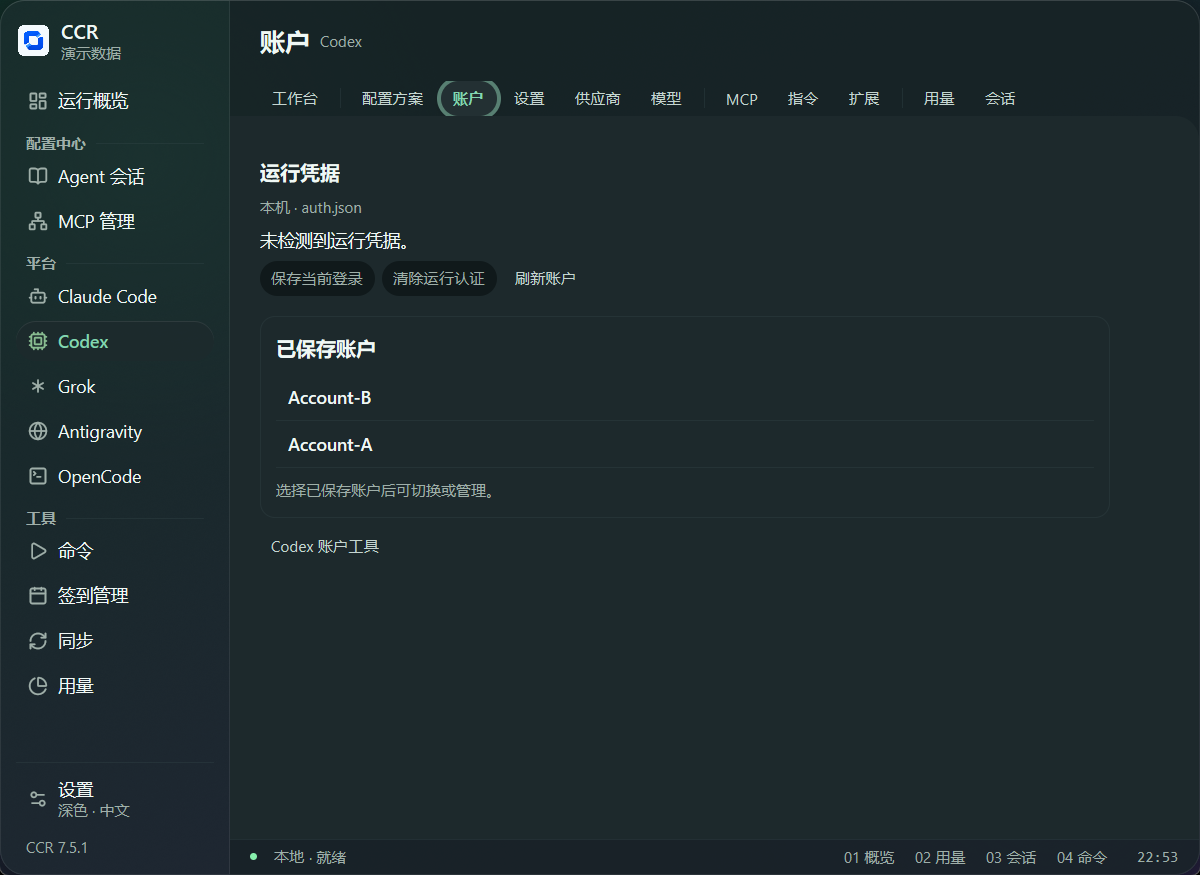 CCR
演示数据
运行概览
配置中心
Agent 会话
MCP 管理
平台
Claude Code
Codex
Grok
Antigravity
OpenCode
工具
命令
签到管理
同步
用量
设置
深色 · 中文
CCR 7.5.1
账户 Codex
工作台 配置方案 账户 设置 供应商 模型 MCP 指令 扩展 用量 会话
运行凭据
本机 · auth.json
未检测到运行凭据。
保存当前登录 清除运行认证 刷新账户
已保存账户
Account-B
Account-A
选择已保存账户后可切换或管理。
Codex 账户工具
本地 · 就绪 01 概览 02 用量 03 会话 04 命令 22:53